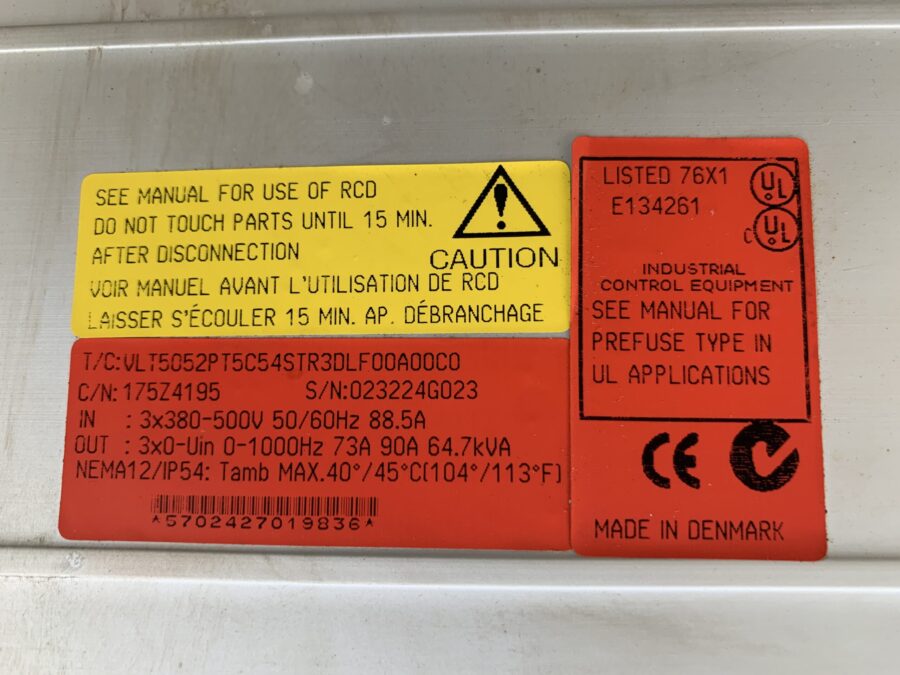 SEE MANUAL FOR USE OF RCD
DO NOT TOUCH PARTS UNTIL 15 MIN.
AFTER DISCONNECTION
CAUTION
VOIR MANUEL AVANT L'UTILISATION DE RCD
LAISSER S'ÉCOULER 15 MIN. AP. DÉBRANCHAGE
T/C:VLT5052PT5C54STR3DLF00A00C0
C/N:175Z4195 S/N:023224G023
IN : 3x380-500V 50/60Hz 88.5A
OUT : 3x0-Uin 0-1000Hz 73A 90A 64.7kVA
NEMA12/IP54: Tamb MAX.40°/45°C(104°/113°F)
*5702427019836*
LISTED 76X1
E134261
UL
C UL
INDUSTRIAL
CONTROL EQUIPMENT
SEE MANUAL FOR
PREFUSE TYPE IN
UL APPLICATIONS
CE
MADE IN DENMARK